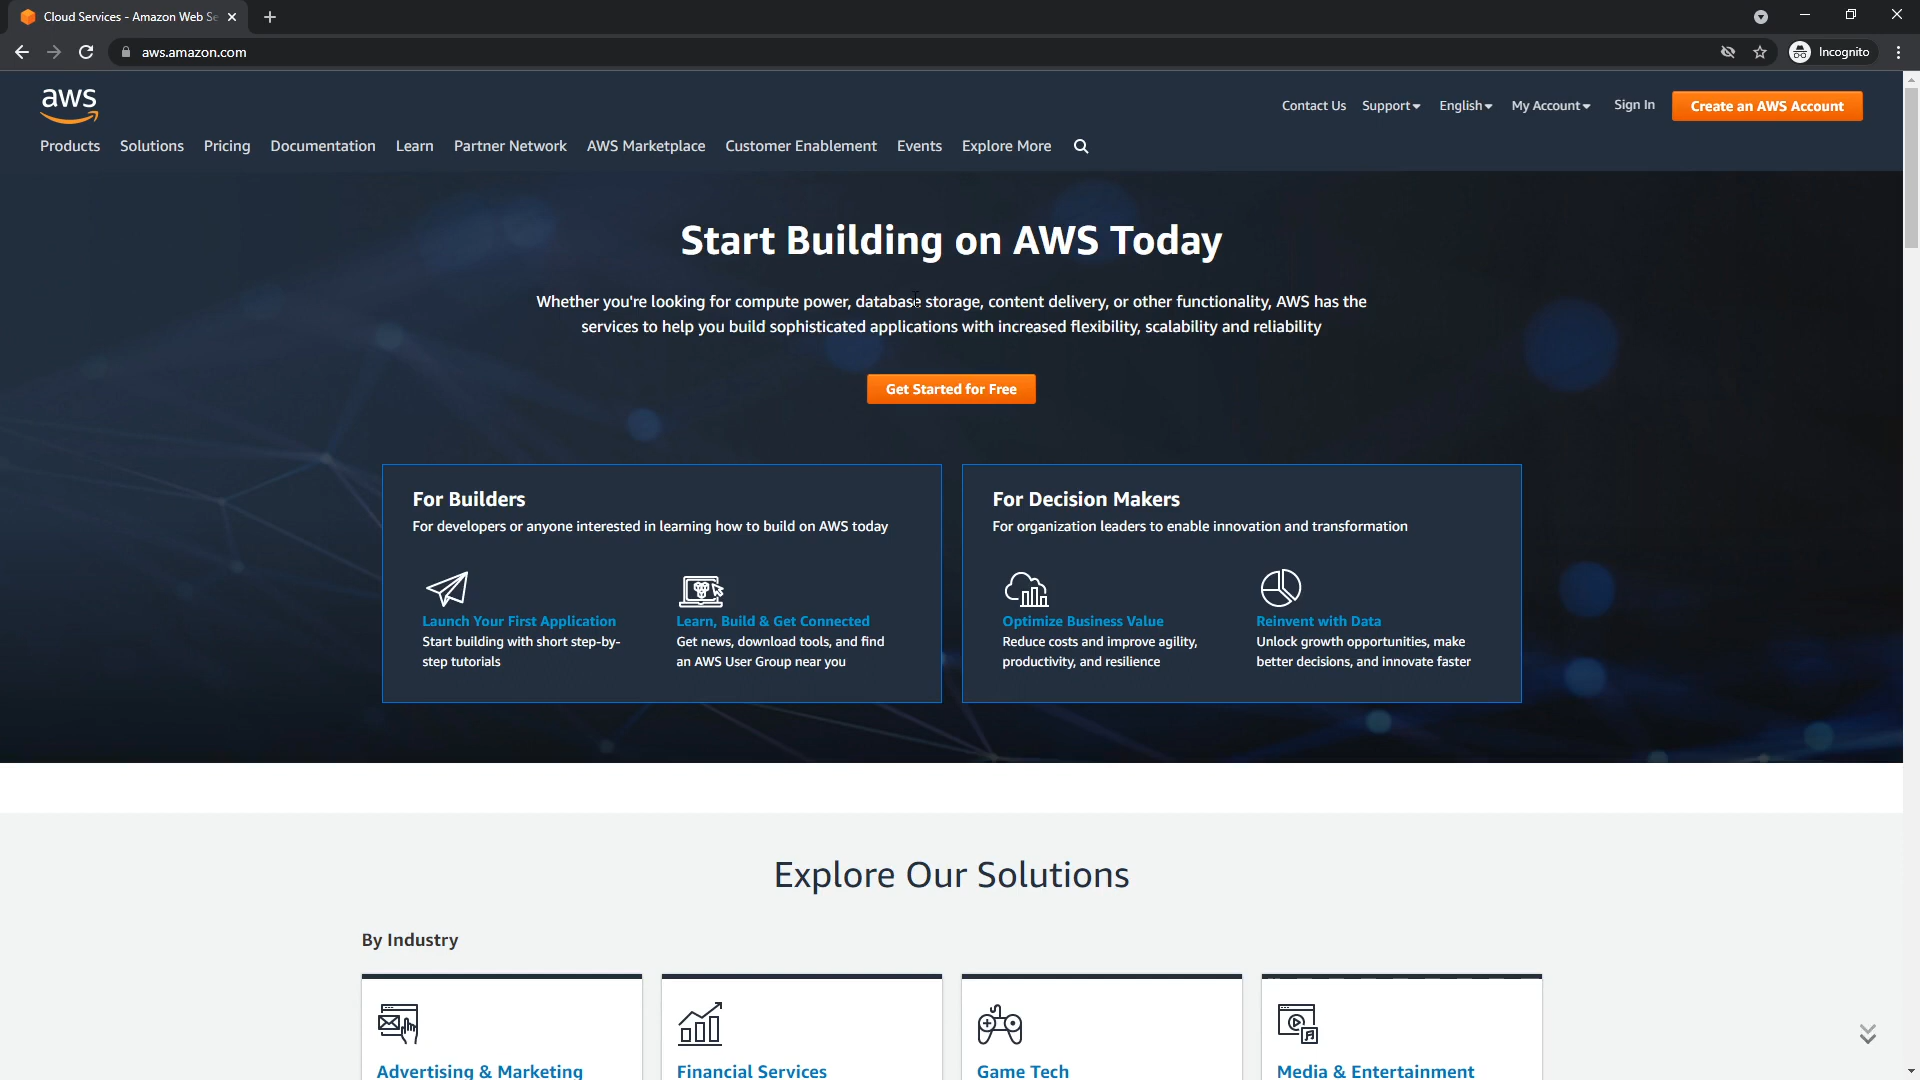 Cloud Services - Amazon Web Se
aws.amazon.com
Incognito
aws
Contact Us Support English My Account Sign In Create an AWS Account
Products Solutions Pricing Documentation Learn Partner Network AWS Marketplace Customer Enablement Events Explore More
Start Building on AWS Today
Whether you're looking for compute power, database storage, content delivery, or other functionality, AWS has the
services to help you build sophisticated applications with increased flexibility, scalability and reliability
Get Started for Free
For Builders
For developers or anyone interested in learning how to build on AWS today
Launch Your First Application
Start building with short step-by-
step tutorials
Learn, Build & Get Connected
Get news, download tools, and find
an AWS User Group near you
For Decision Makers
For organization leaders to enable innovation and transformation
Optimize Business Value
Reduce costs and improve agility,
productivity, and resilience
Reinvent with Data
Unlock growth opportunities, make
better decisions, and innovate faster
Explore Our Solutions
By Industry
Advertising & Marketing
Financial Services
Game Tech
Media & Entertainment